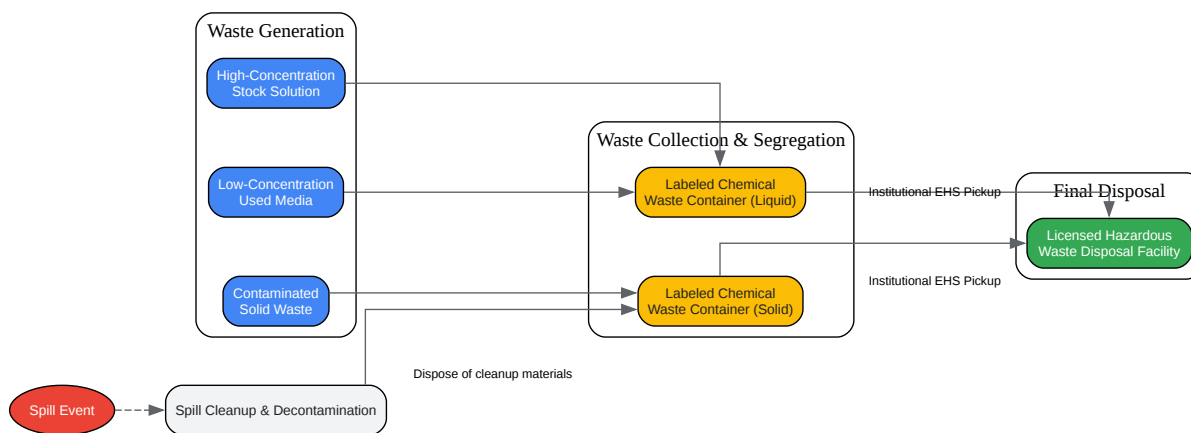 Waste Generation
High-Concentration
Stock Solution
Low-Concentration
Used Media
Contaminated
Solid Waste
Waste Collection & Segregation
Labeled Chemical
Waste Container (Liquid)
Labeled Chemical
Waste Container (Solid)
Institutional EHS Pickup
Institutional EHS Pickup
Final Disposal
Licensed Hazardous
Waste Disposal Facility
Dispose of cleanup materials
Spill Event
Spill Cleanup & Decontamination